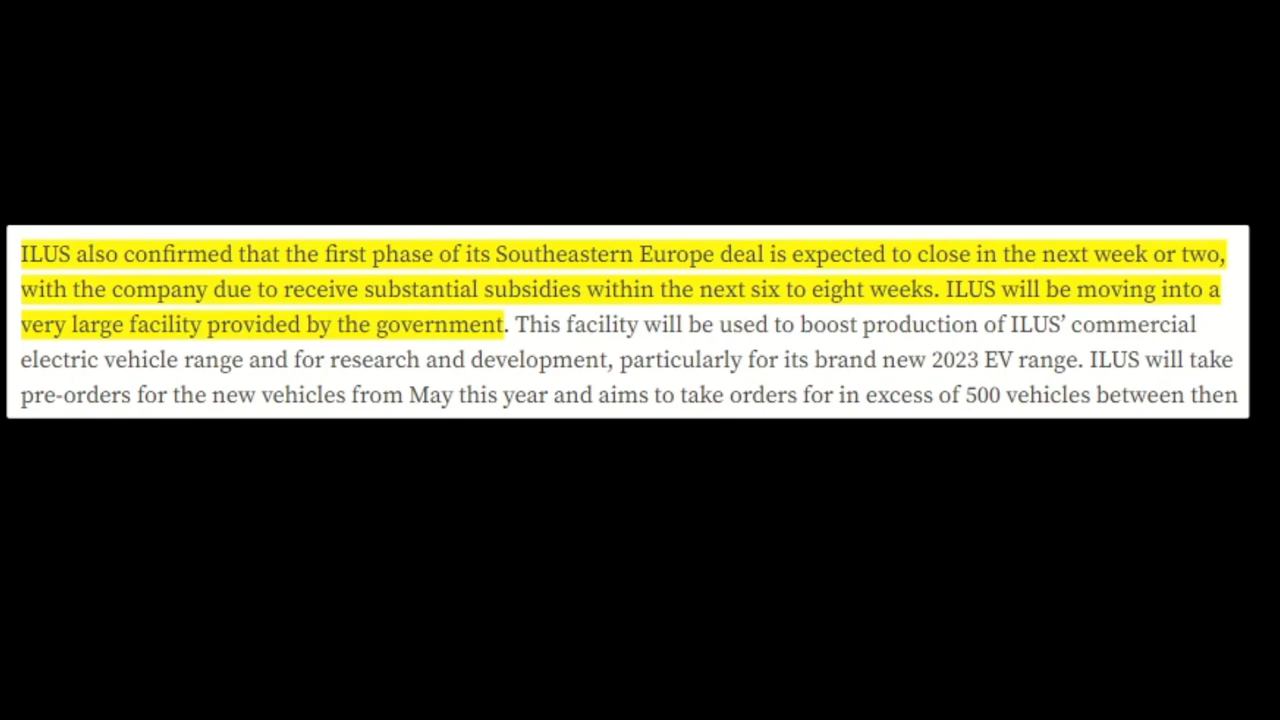 ILUS also confirmed that the first phase of its Southeastern Europe deal is expected to close in the next week or two,
with the company due to receive substantial subsidies within the next six to eight weeks. ILUS will be moving into a
very large facility provided by the government. This facility will be used to boost production of ILUS’ commercial
electric vehicle range and for research and development, particularly for its brand new 2023 EV range. ILUS will take
pre-orders for the new vehicles from May this year and aims to take orders for in excess of 500 vehicles between then